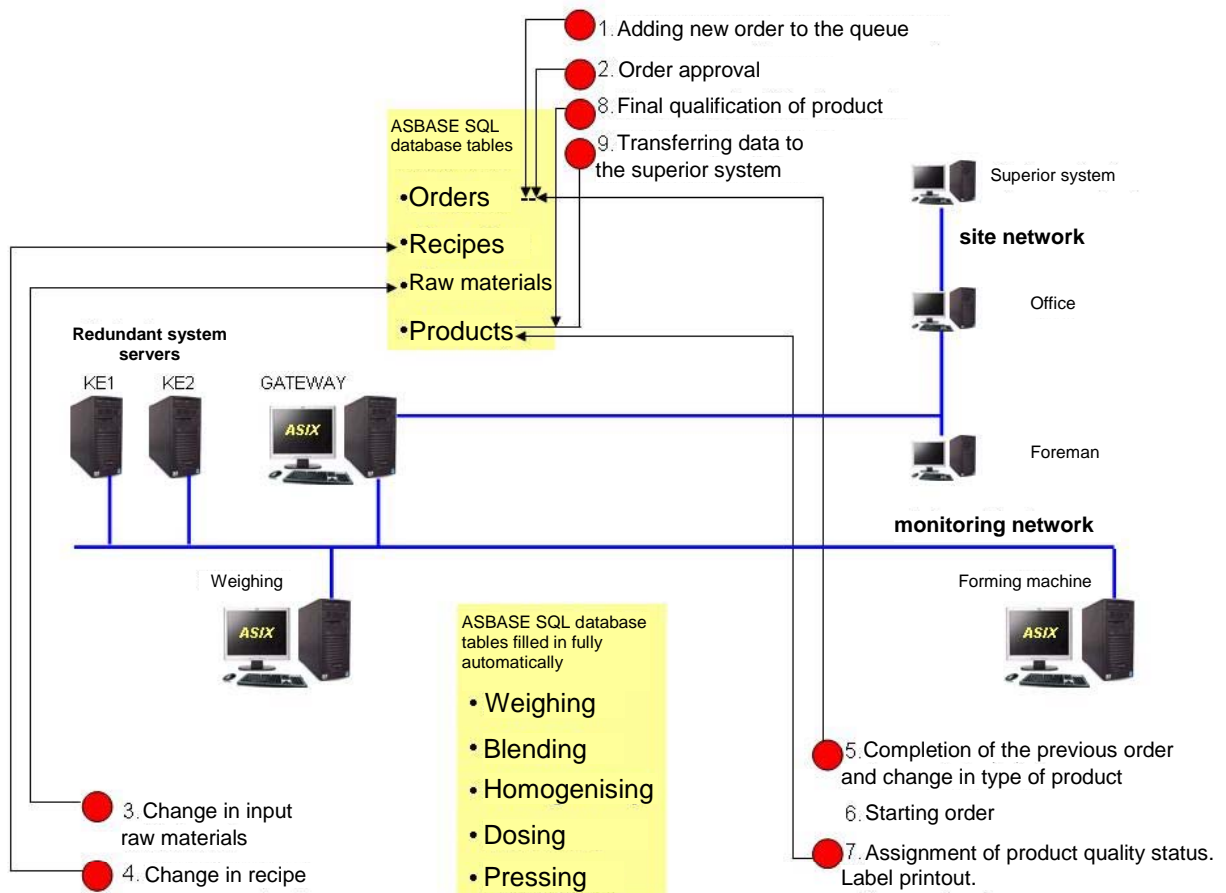 1. Adding new order to the queue
2. Order approval
8. Final qualification of product
9. Transferring data to
the superior system
ASBASE SQL
database tables
•Orders
•Recipes
•Raw materials
•Products
Superior system
site network
Office
Foreman
Redundant system
servers
KE1
KE2
GATEWAY
ASIX
monitoring network
Weighing
ASIX
Forming machine
ASIX
ASBASE SQL database
tables filled in fully
automatically
• Weighing
• Blending
• Homogenising
• Dosing
• Pressing
3. Change in input
raw materials
4. Change in recipe
5. Completion of the previous order
and change in type of product
6. Starting order
7. Assignment of product quality status.
Label printout.